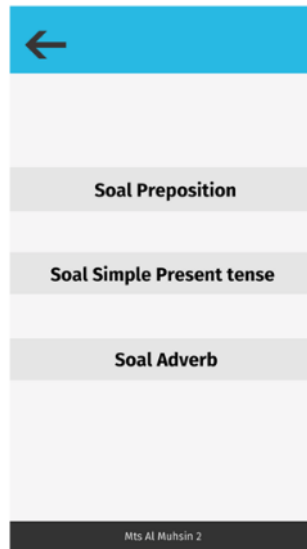 Soal Preposition
Soal Simple Present tense
Soal Adverb
Mts Al Muhsin 2